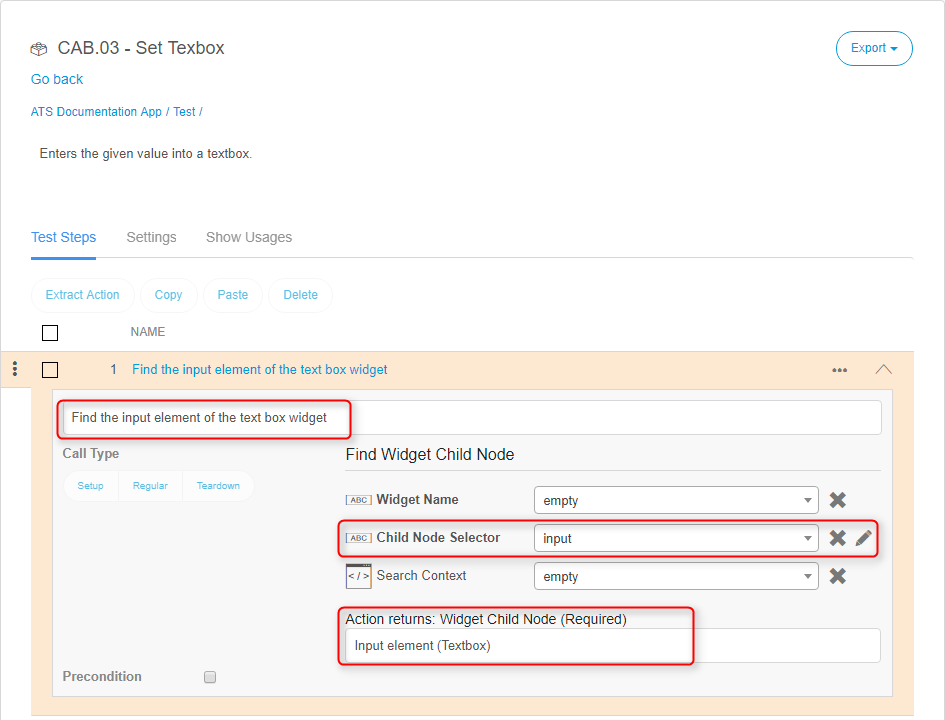 CAB.03 - Set Texbox
Export
Go back
ATS Documentation App / Test /
Enters the given value into a textbox.
Test Steps Settings Show Usages
Extract Action Copy Paste Delete
NAME
1 Find the input element of the text box widget
Find the input element of the text box widget
Call Type
Find Widget Child Node
Setup Regular Teardown
ABC Widget Name empty
ABC Child Node Selector input
</> Search Context empty
Action returns: Widget Child Node (Required)
Input element (Textbox)
Precondition